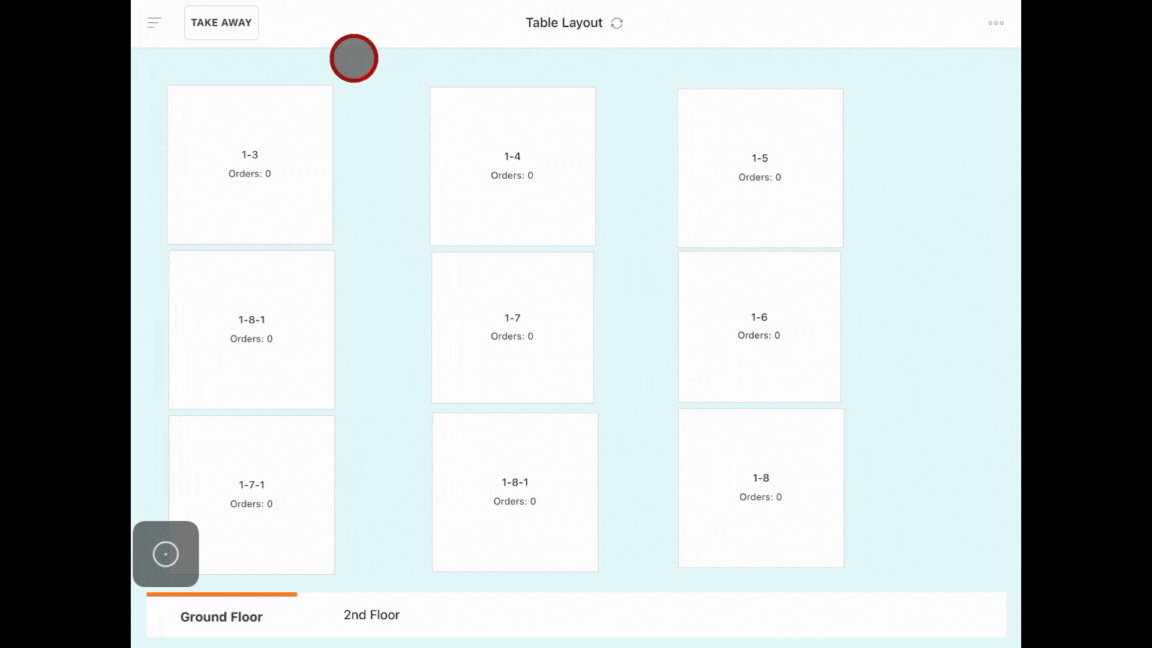 TAKE AWAY
Table Layout
1-3
Orders: 0
1-4
Orders: 0
1-5
Orders: 0
1-8-1
Orders: 0
1-7
Orders: 0
1-6
Orders: 0
1-7-1
Orders: 0
1-8-1
Orders: 0
1-8
Orders: 0
Ground Floor
2nd Floor